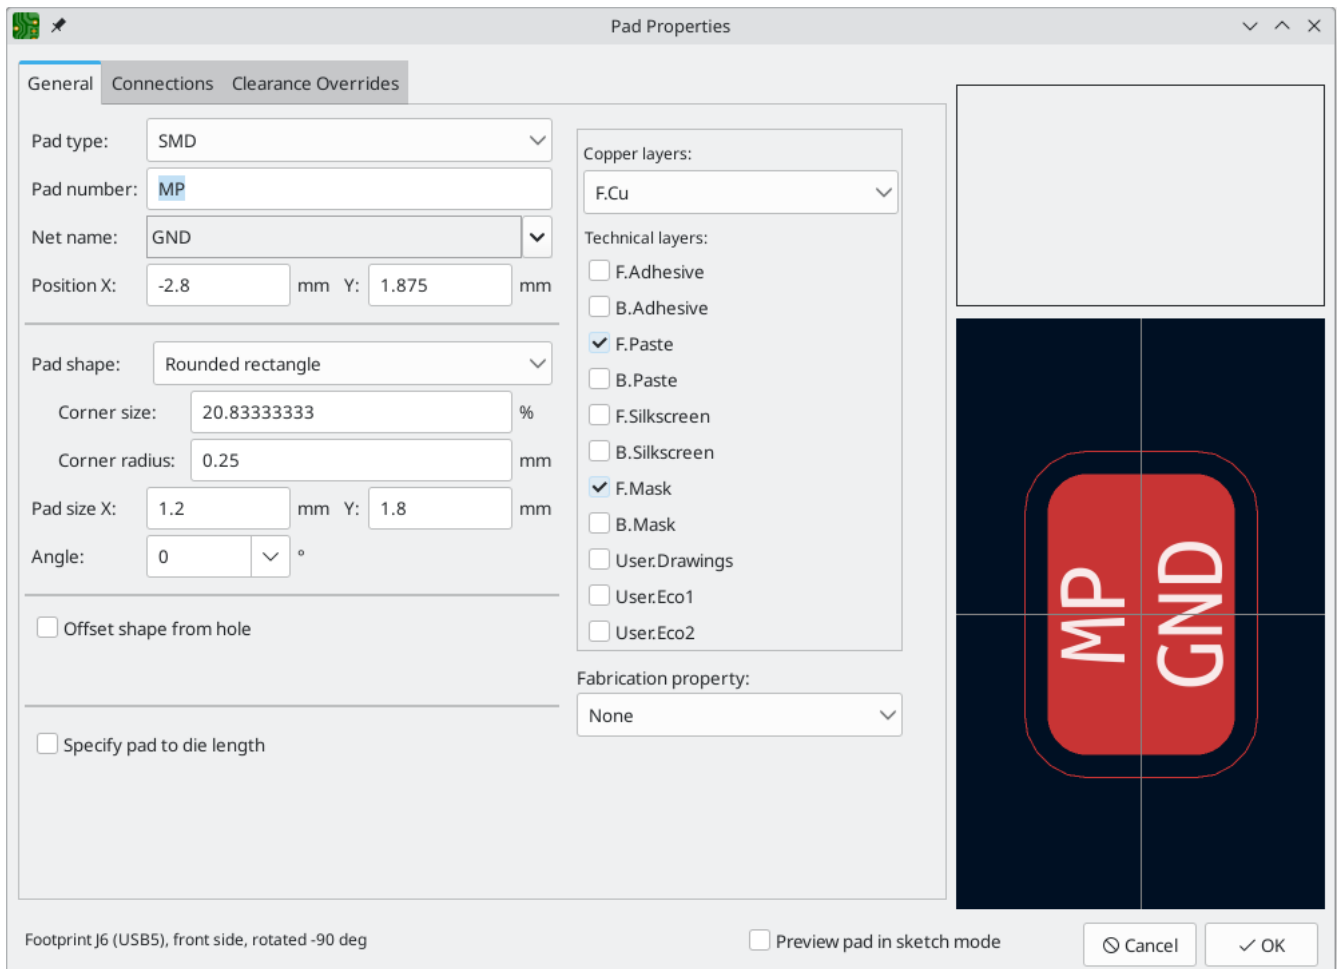 Pad Properties
General Connections Clearance Overrides
Pad type: SMD
Pad number: MP
Net name: GND
Position X: -2.8 mm Y: 1.875 mm
Pad shape: Rounded rectangle
Corner size: 20.83333333 %
Corner radius: 0.25 mm
Pad size X: 1.2 mm Y: 1.8 mm
Angle: 0 °
Offset shape from hole
Specify pad to die length
Copper layers:
F.Cu
Technical layers:
F.Adhesive
B.Adhesive
F.Paste
B.Paste
F.Silkscreen
B.Silkscreen
F.Mask
B.Mask
User.Drawings
User.Eco1
User.Eco2
Fabrication property:
None
MP
GND
Footprint J6 (USB5), front side, rotated -90 deg
Preview pad in sketch mode
Cancel
OK